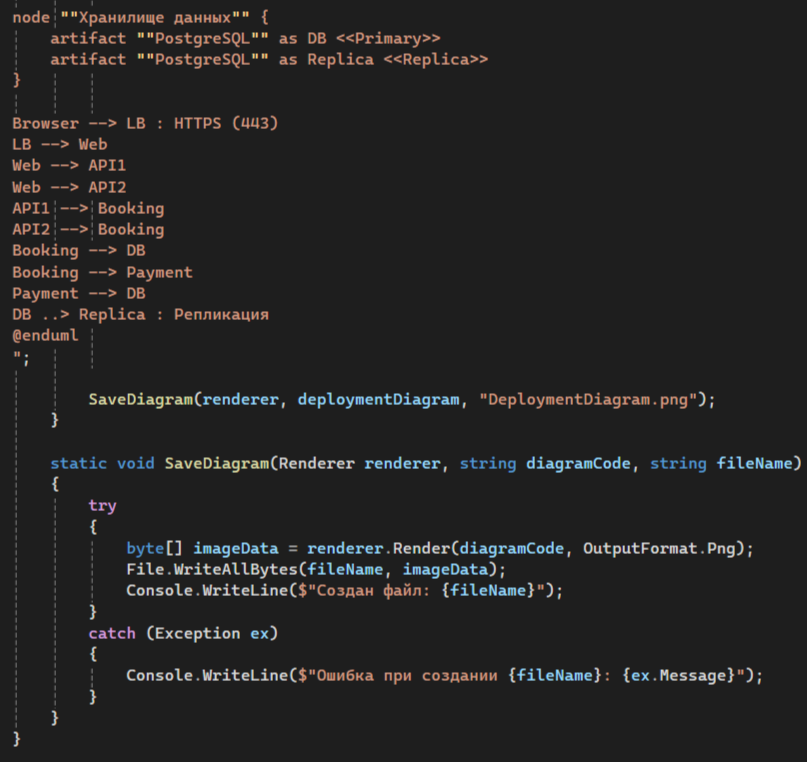 node ""Хранилище данных"" {
    artifact ""PostgreSQL"" as DB <<Primary>>
    artifact ""PostgreSQL"" as Replica <<Replica>>
}

Browser --> LB : HTTPS (443)
LB --> Web
Web --> API1
Web --> API2
API1 --> Booking
API2 --> Booking
Booking --> DB
Booking --> Payment
Payment --> DB
DB ..> Replica : Репликация
@enduml
";

        SaveDiagram(renderer, deploymentDiagram, "DeploymentDiagram.png");
    }

    static void SaveDiagram(Renderer renderer, string diagramCode, string fileName)
    {
        try
        {
            byte[] imageData = renderer.Render(diagramCode, OutputFormat.Png);
            File.WriteAllBytes(fileName, imageData);
            Console.WriteLine($"Создан файл: {fileName}");
        }
        catch (Exception ex)
        {
            Console.WriteLine($"Ошибка при создании {fileName}: {ex.Message}");
        }
    }
}